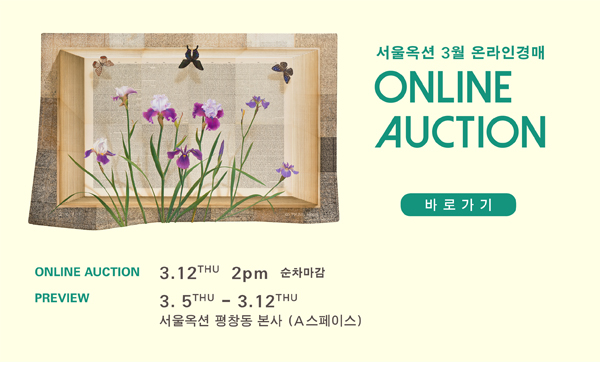 서울옥션 3월 온라인경매
ONLINE
AUCTION
바로가기
ONLINE AUCTION 3.12THU 2pm 순차마감
PREVIEW 3. 5THU – 3.12THU
서울옥션 평창동 본사 (A스페이스)